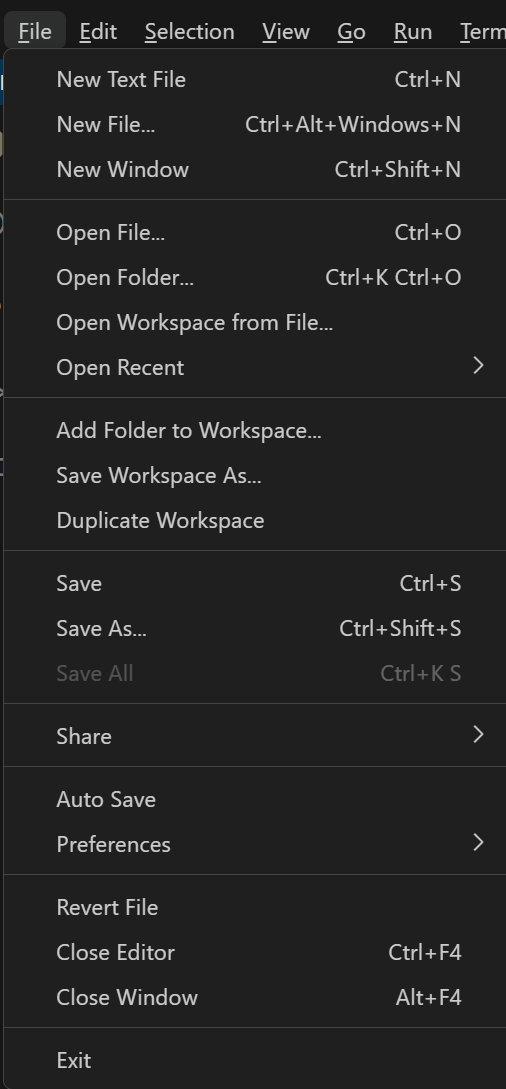 File Edit Selection View Go Run Term
New Text File Ctrl+N
New File... Ctrl+Alt+Windows+N
New Window Ctrl+Shift+N
Open File... Ctrl+O
Open Folder... Ctrl+K Ctrl+O
Open Workspace from File...
Open Recent
Add Folder to Workspace...
Save Workspace As...
Duplicate Workspace
Save Ctrl+S
Save As... Ctrl+Shift+S
Save All Ctrl+K S
Share
Auto Save
Preferences
Revert File
Close Editor Ctrl+F4
Close Window Alt+F4
Exit